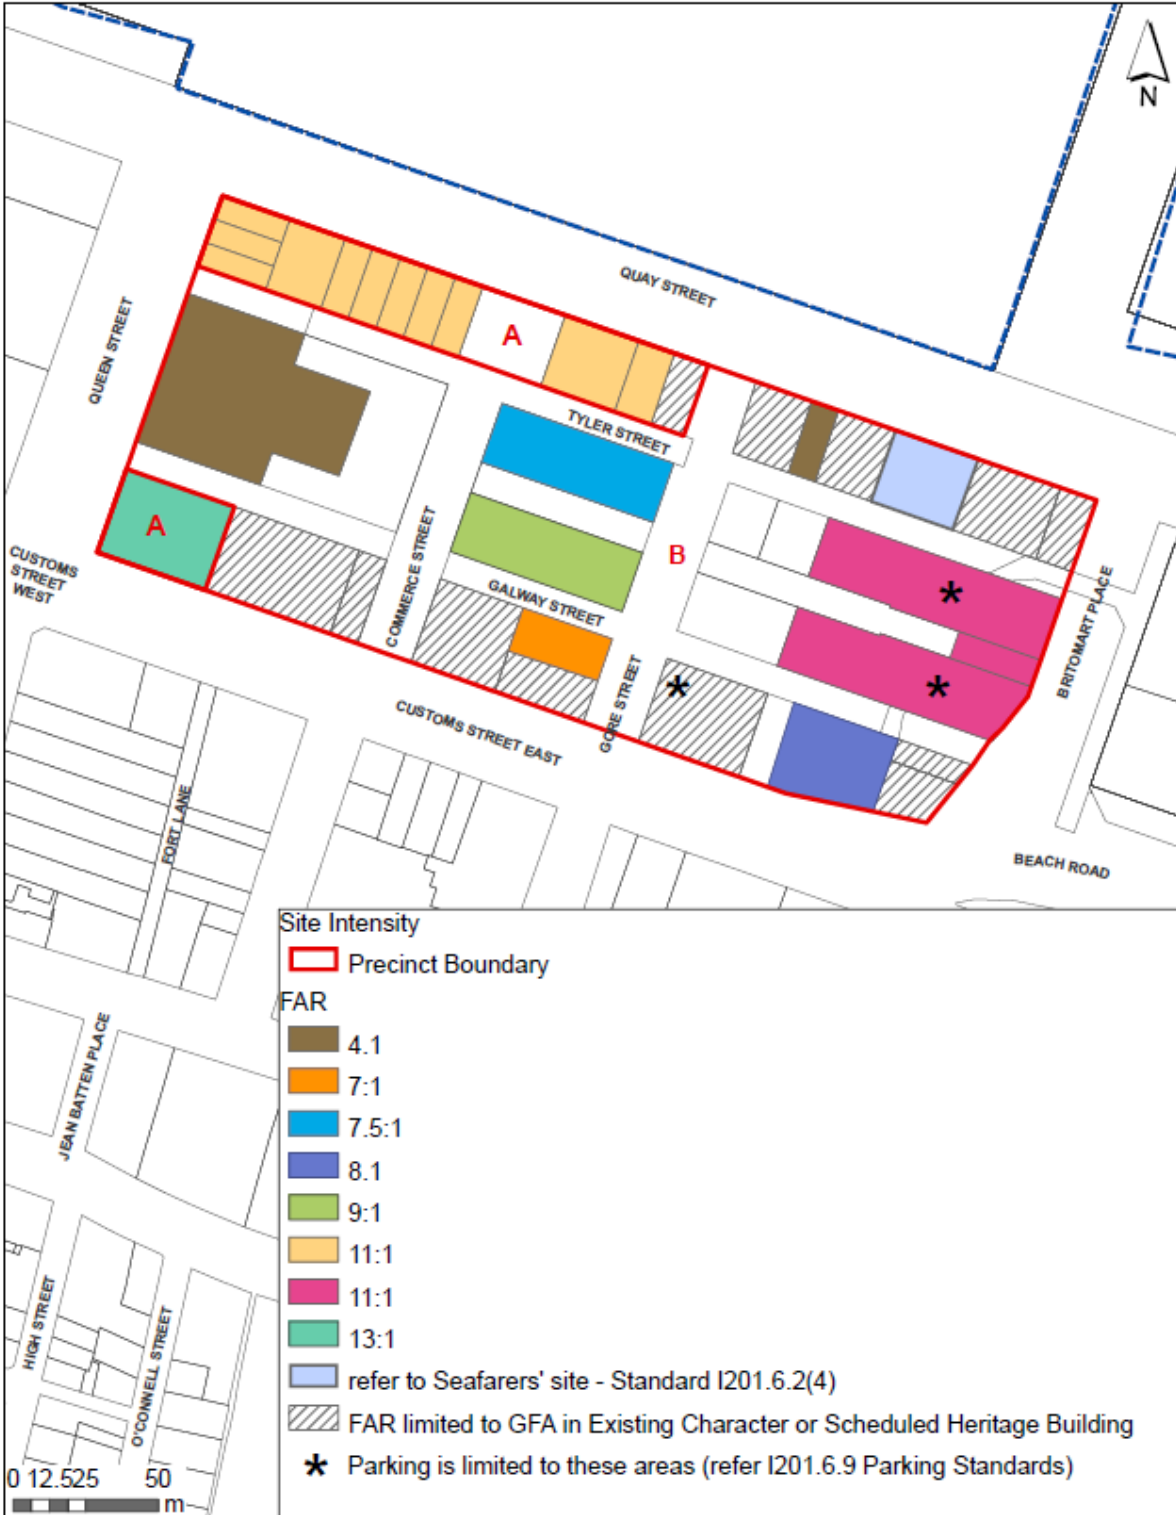 N
QUAY STREET
QUEEN STREET
A
TYLER STREET
A
B
COMMERCE STREET
GALWAY STREET
*
*
*
BRITOMART PLACE
CUSTOMS
STREET
WEST
GORE STREET
CUSTOMS STREET EAST
FORT LANE
BEACH ROAD
JEAN BATTEN PLACE
HIGH STREET
O'CONNELL STREET
Site Intensity
Precinct Boundary
FAR
4.1
7:1
7.5:1
8.1
9:1
11:1
11:1
13:1
refer to Seafarers' site - Standard I201.6.2(4)
FAR limited to GFA in Existing Character or Scheduled Heritage Building
* Parking is limited to these areas (refer I201.6.9 Parking Standards)
0 12.525 50
m